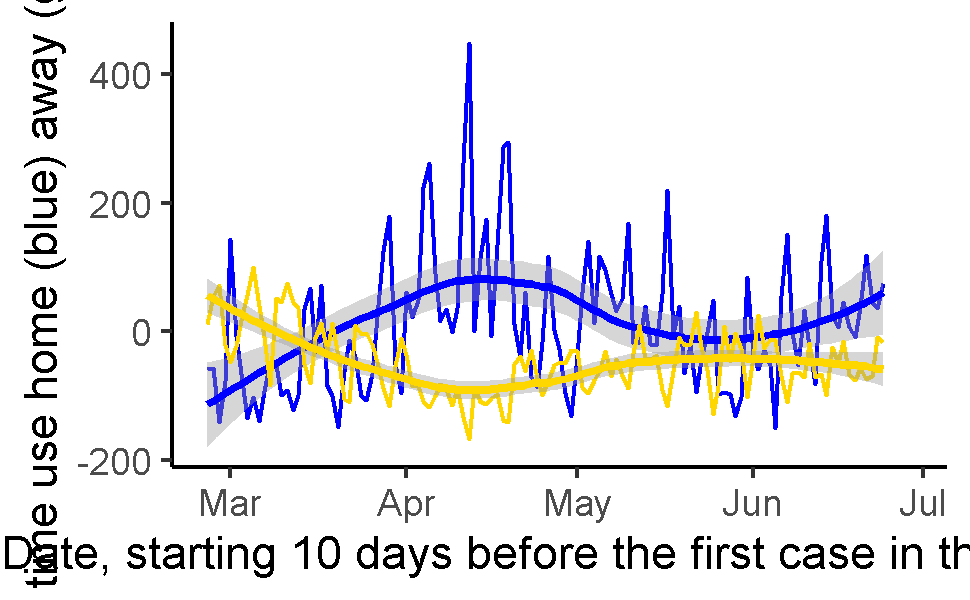 time use home (blue) away (
400
200
0
-200
Mar Apr May Jun Jul
Date, starting 10 days before the first case in th